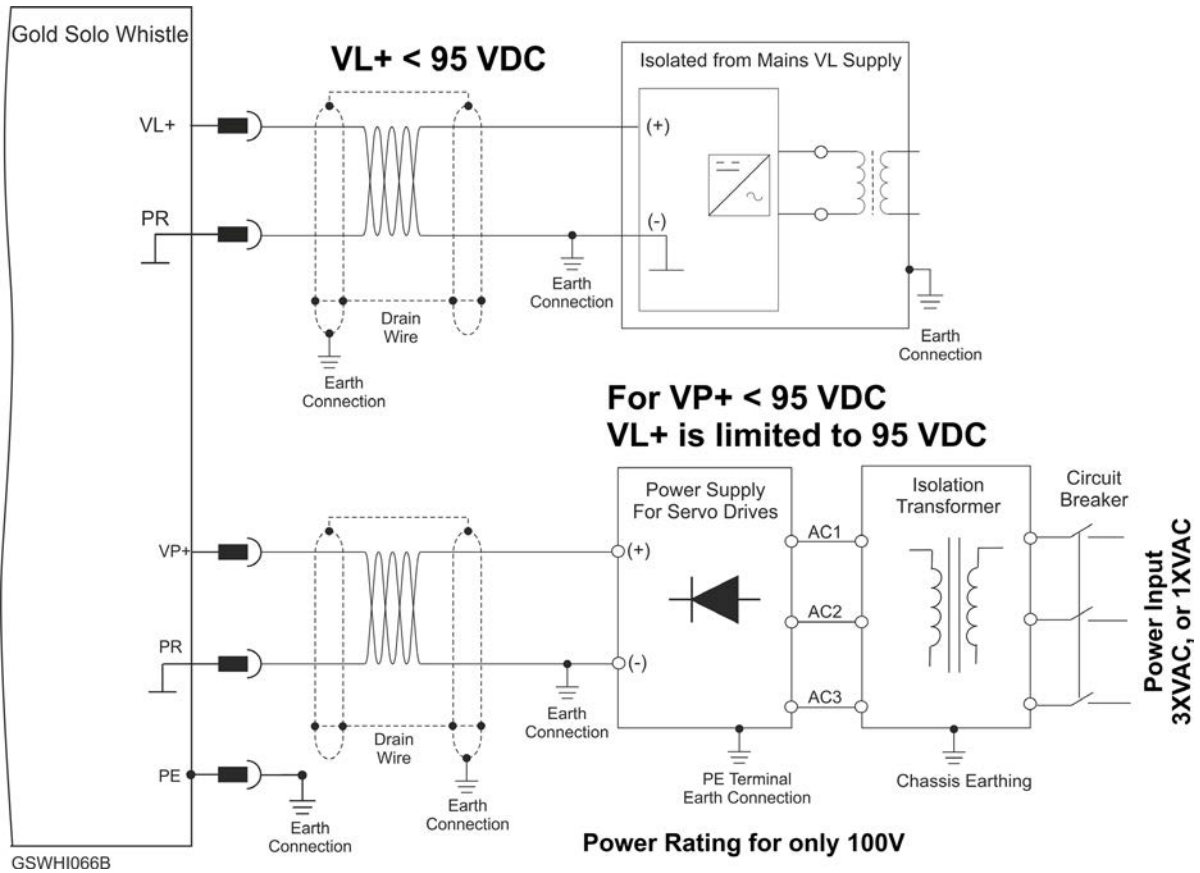 Gold Solo Whistle
VL+ < 95 VDC
Isolated from Mains VL Supply
VL+
(+)
PR
(-)
Earth
Connection
Drain
Wire
Earth
Connection
Earth
Connection
For VP+ < 95 VDC
VL+ is limited to 95 VDC
Power Supply
For Servo Drives
Isolation
Transformer
Circuit
Breaker
AC1
VP+
(+)
AC2
PR
(-)
AC3
Power Input
3XVAC, or 1XVAC
Earth
Connection
Drain
Wire
PE
PE Terminal
Earth Connection
Chassis Earthing
Earth
Connection
Earth
Connection
Power Rating for only 100V
GSWHI066B